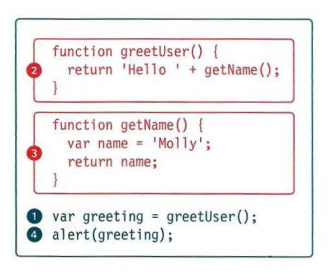 function greetUser() {
2 return 'Hello ' + getName();
}
function getName() {
3 var name = 'Molly';
return name;
}
1 var greeting = greetUser();
4 alert(greeting);